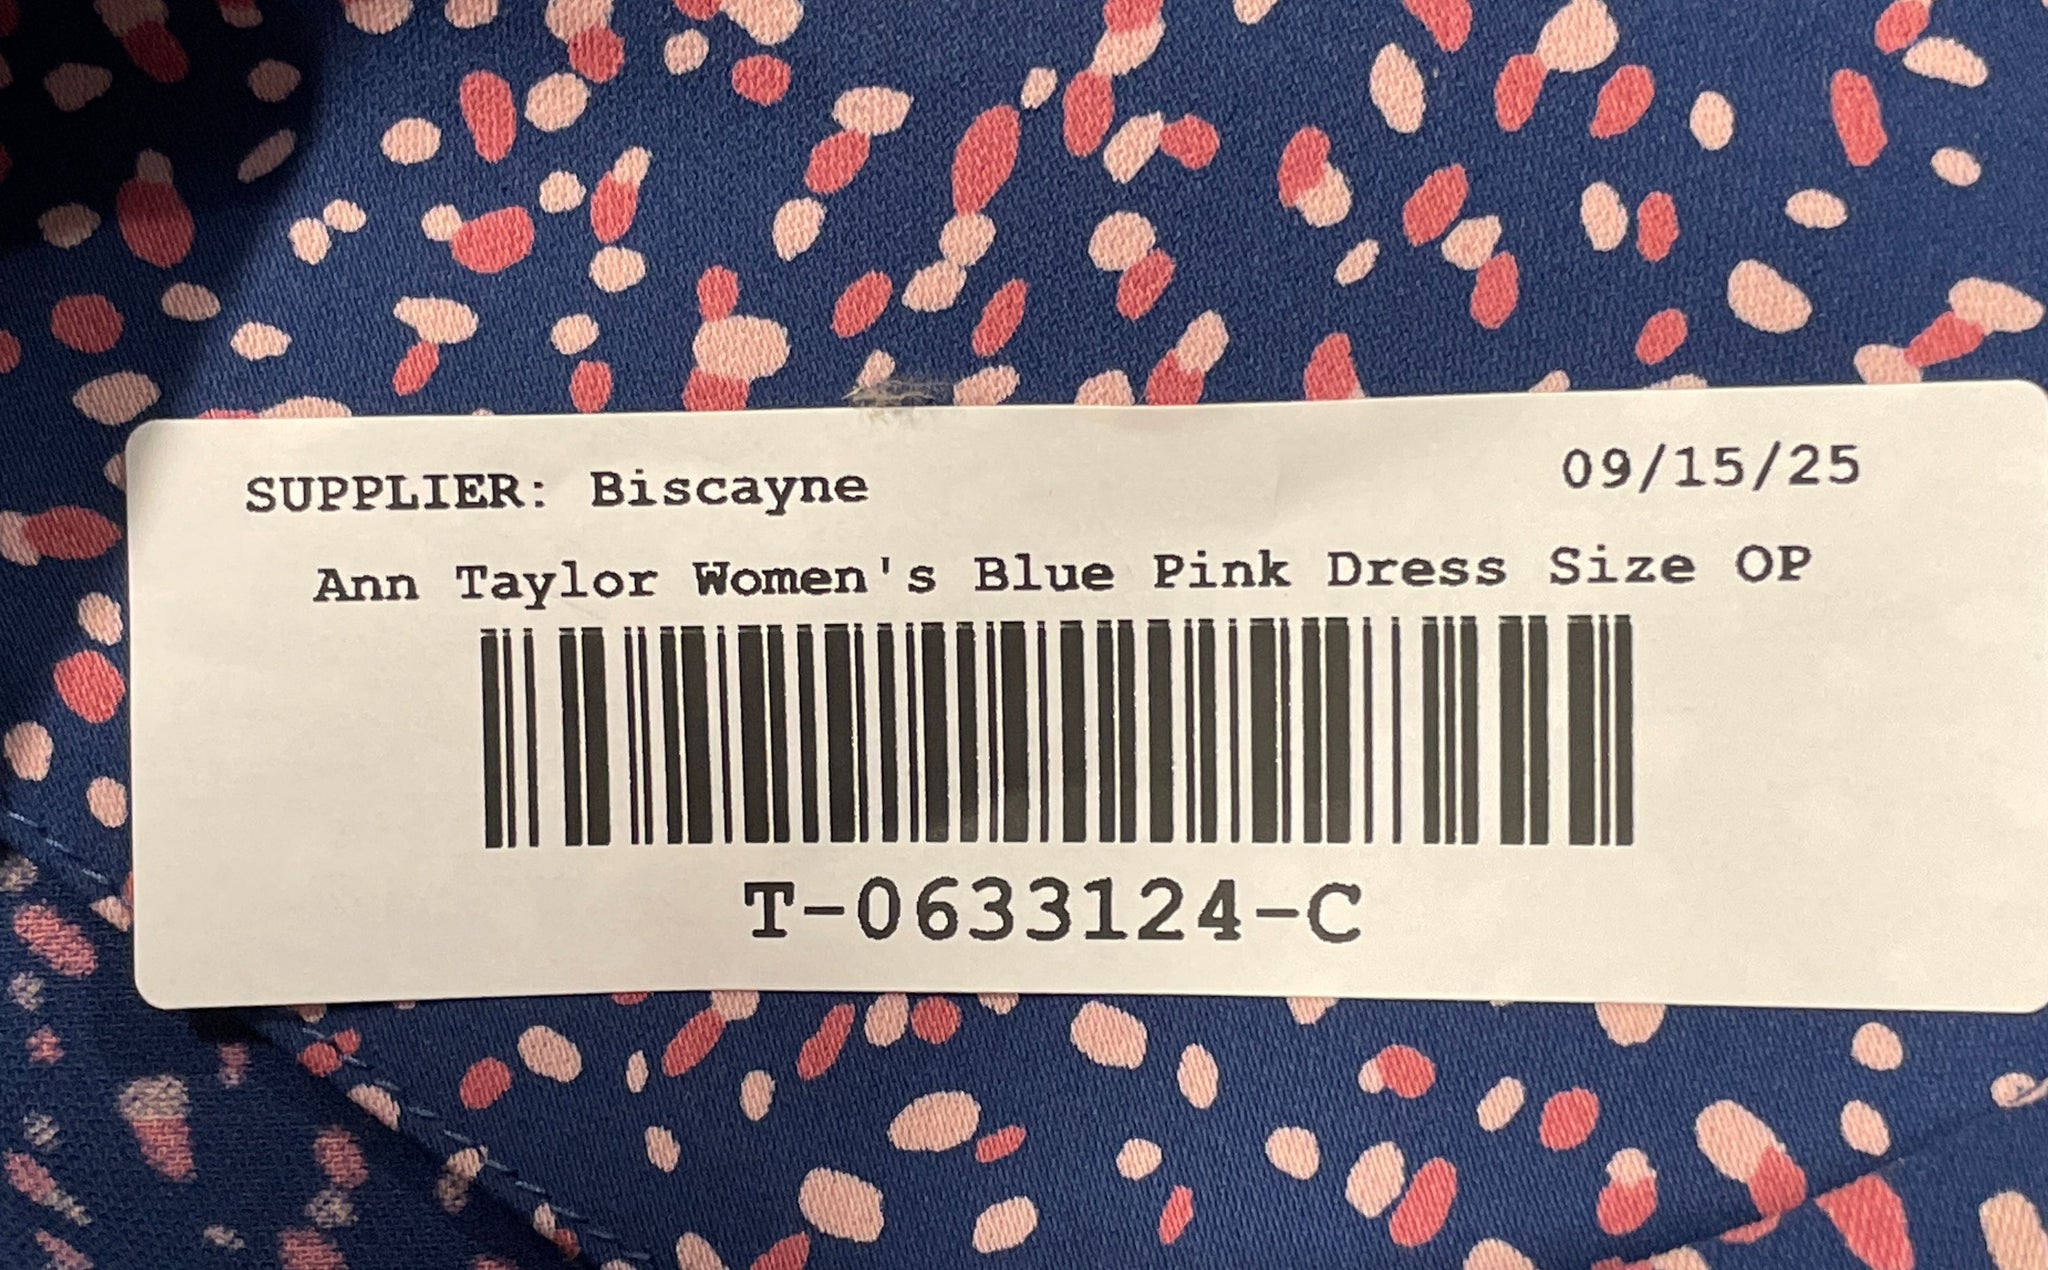 SUPPLIER: Biscayne 09/15/25
Ann Taylor Women's Blue Pink Dress Size OP
T-0633124-C